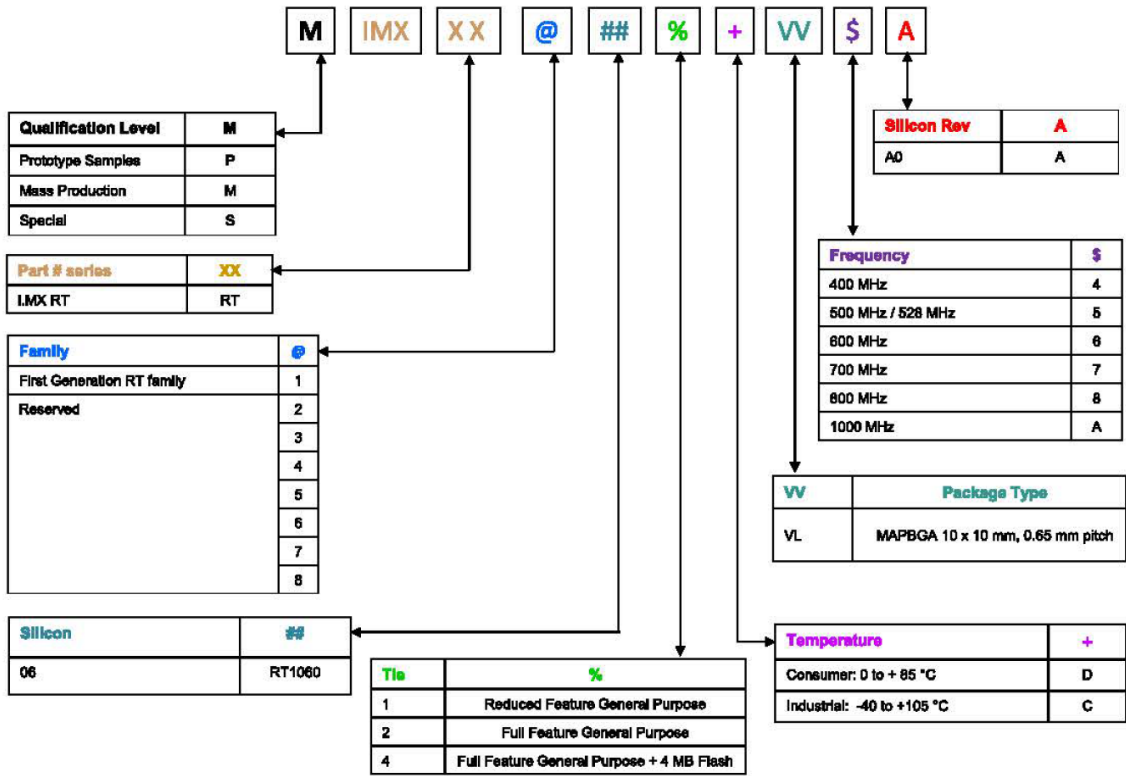 M IMX XX @ ## % + VV $ A
Qualification Level M
Prototype Samples P
Mass Production M
Special S
Part # series XX
I.MX RT RT
Family @
First Generation RT family 1
Reserved 2
3
4
5
6
7
8
Silicon ##
06 RT1060
Tie %
1 Reduced Feature General Purpose
2 Full Feature General Purpose
4 Full Feature General Purpose + 4 MB Flash
Silicon Rev A
A0 A
Frequency $
400 MHz 4
500 MHz / 528 MHz 5
600 MHz 6
700 MHz 7
800 MHz 8
1000 MHz A
VV Package Type
VL MAPBGA 10 x 10 mm, 0.65 mm pitch
Temperature +
Consumer: 0 to + 85 °C D
Industrial: -40 to +105 °C C